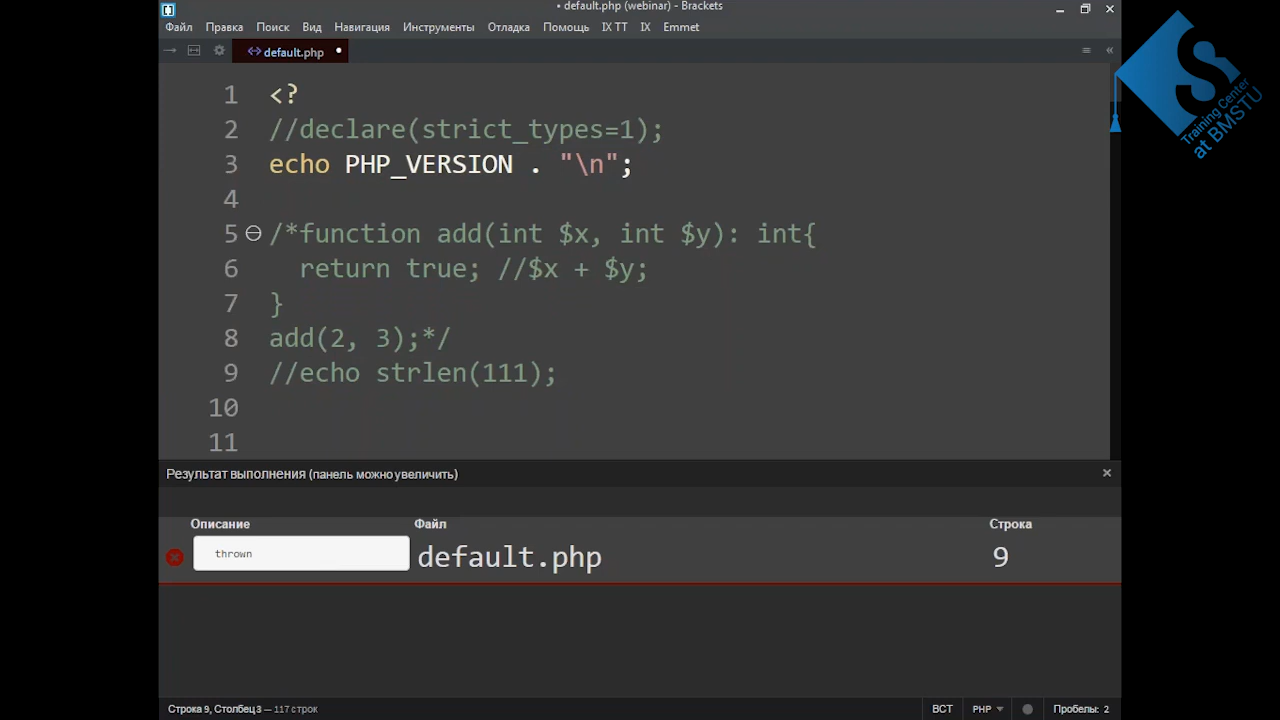 • default.php (webinar) - Brackets
Файл Правка Поиск Вид Навигация Инструменты Отладка Помощь IX TT IX Emmet
<> default.php •
1 <?
2 //declare(strict_types=1);
3 echo PHP_VERSION . "\n";
4
5 /*function add(int $x, int $y): int{
6 return true; //$x + $y;
7 }
8 add(2, 3);*/
9 //echo strlen(111);
10
11
Результат выполнения (панель можно увеличить)
Описание Файл Строка
thrown default.php 9
Строка 9, Столбец 3 — 117 строк
ВСТ PHP Пробелы: 2
S
Training Center
at BMSTU